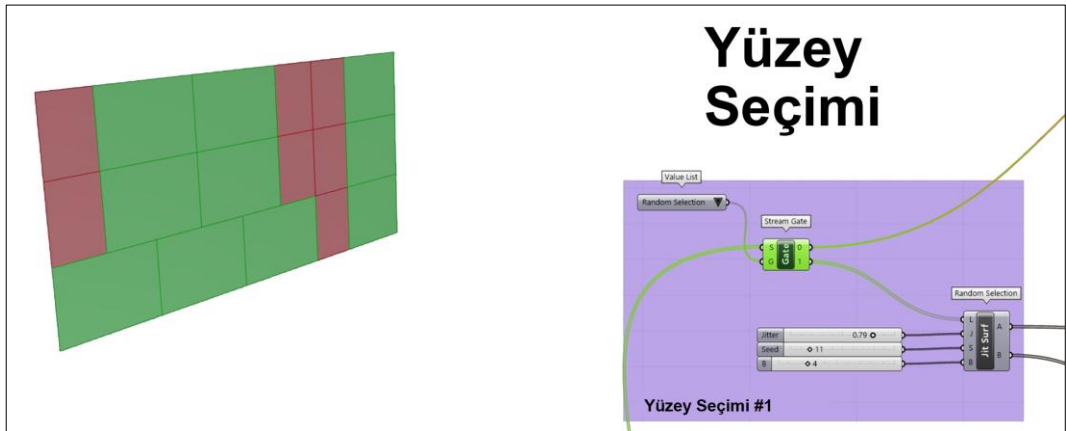 Yüzey
Seçimi
Value List
Random Selection
Stream Gate
S
G
Gate
0
1
Random Selection
L
J
S
B
Jit Surf
A
B
Jitter
0.79
Seed
11
B
4
Yüzey Seçimi #1